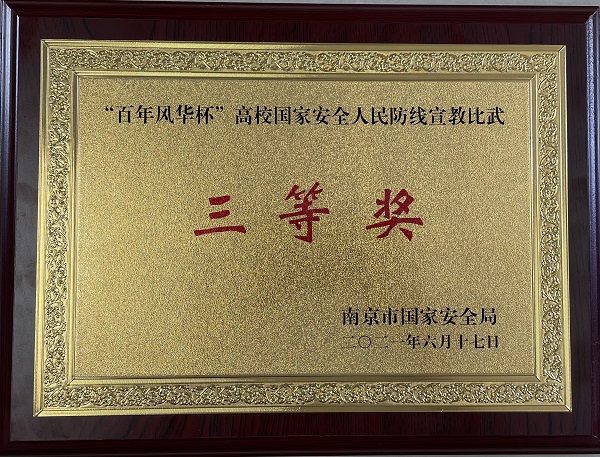 “百年风华杯”高校国家安全人民防线宣教比武
三等奖
南京市国家安全局
二〇二一年六月十七日